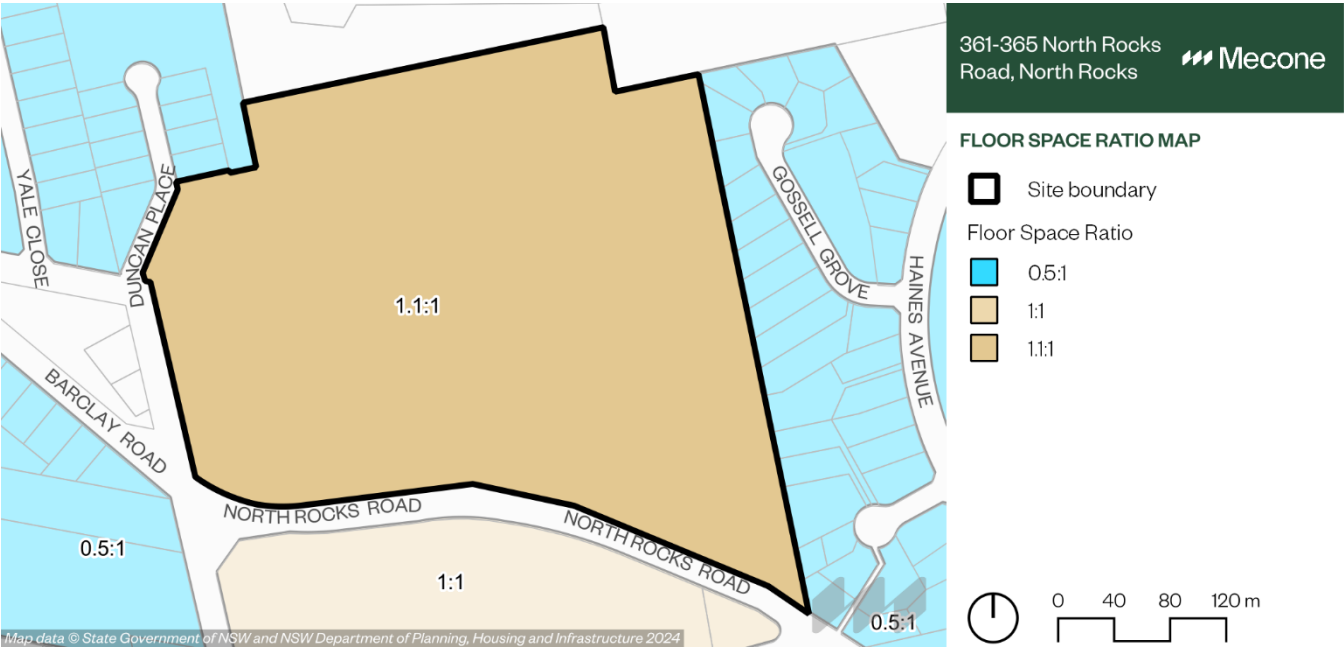 YALE CLOSE
DUNCAN PLACE
BARCLAY ROAD
GOSSELL GROVE
HAINES AVENUE
1.1:1
NORTH ROCKS ROAD
NORTH ROCKS ROAD
0.5:1
1:1
0.5:1
Map data © State Government of NSW and NSW Department of Planning, Housing and Infrastructure 2024
361-365 North Rocks
Road, North Rocks
Mecone
FLOOR SPACE RATIO MAP
Site boundary
Floor Space Ratio
0.5:1
1:1
1.1:1
0 40 80 120 m